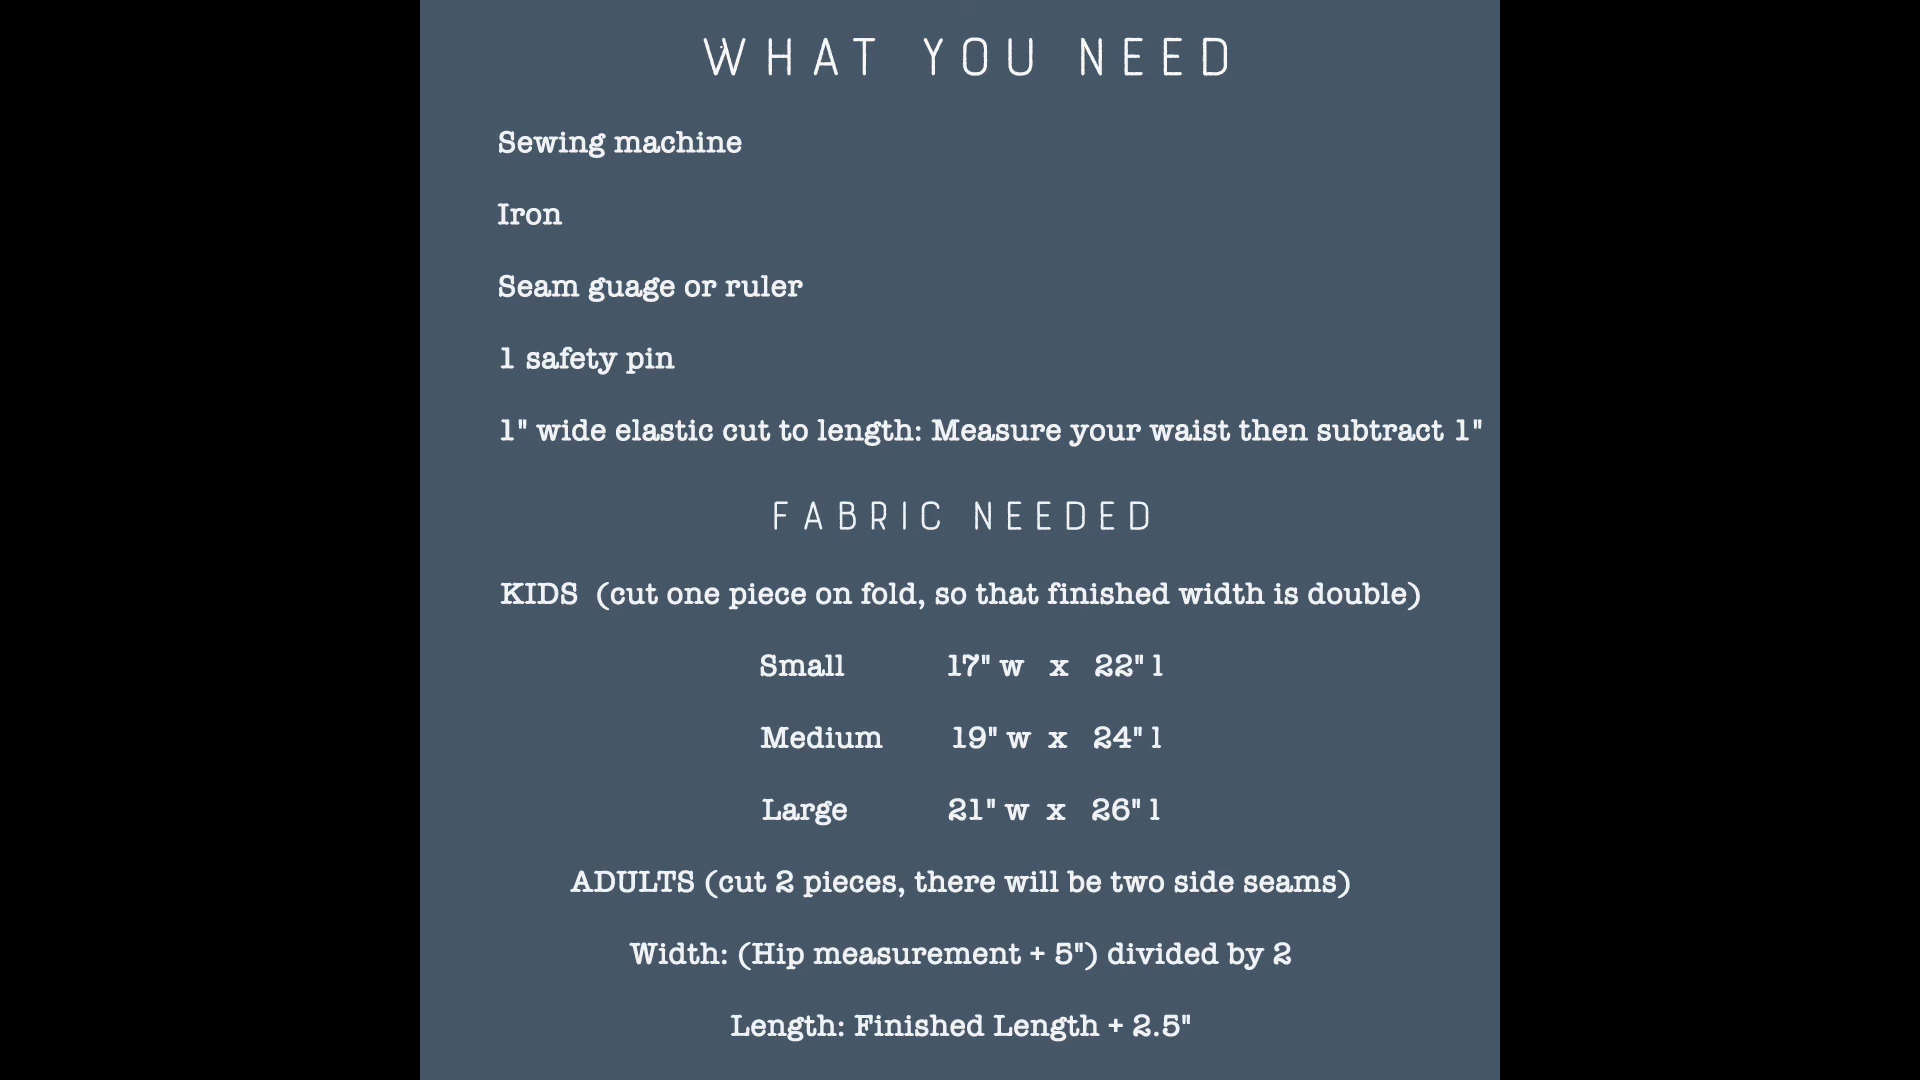 WHAT YOU NEED
Sewing machine
Iron
Seam guage or ruler
1 safety pin
1" wide elastic cut to length: Measure your waist then subtract 1"
FABRIC NEEDED
KIDS (cut one piece on fold, so that finished width is double)
Small 17" w x 22" l
Medium 19" w x 24" l
Large 21" w x 26" l
ADULTS (cut 2 pieces, there will be two side seams)
Width: (Hip measurement + 5") divided by 2
Length: Finished Length + 2.5"